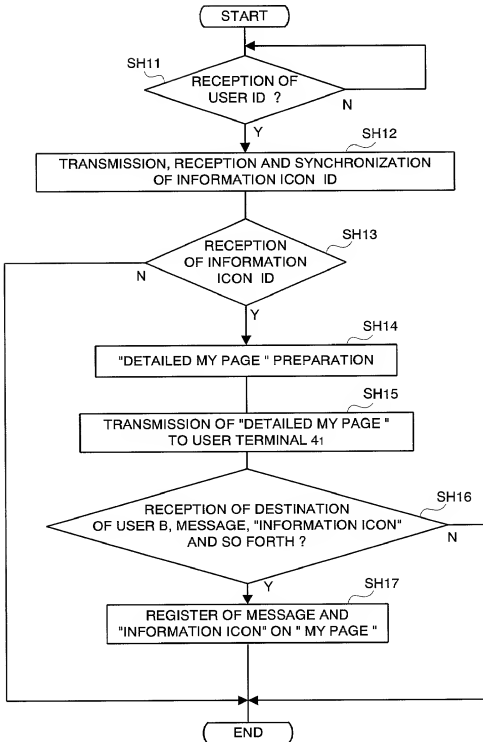 START
SH11
RECEPTION OF
USER ID ?
N
Y
SH12
TRANSMISSION, RECEPTION AND SYNCHRONIZATION
OF INFORMATION ICON ID
SH13
RECEPTION
OF INFORMATION
ICON ID
N
Y
SH14
"DETAILED MY PAGE " PREPARATION
SH15
TRANSMISSION OF "DETAILED MY PAGE "
TO USER TERMINAL 41
SH16
RECEPTION OF DESTINATION
OF USER B, MESSAGE, "INFORMATION ICON"
AND SO FORTH ?
N
Y
SH17
REGISTER OF MESSAGE AND
"INFORMATION ICON" ON " MY PAGE "
END